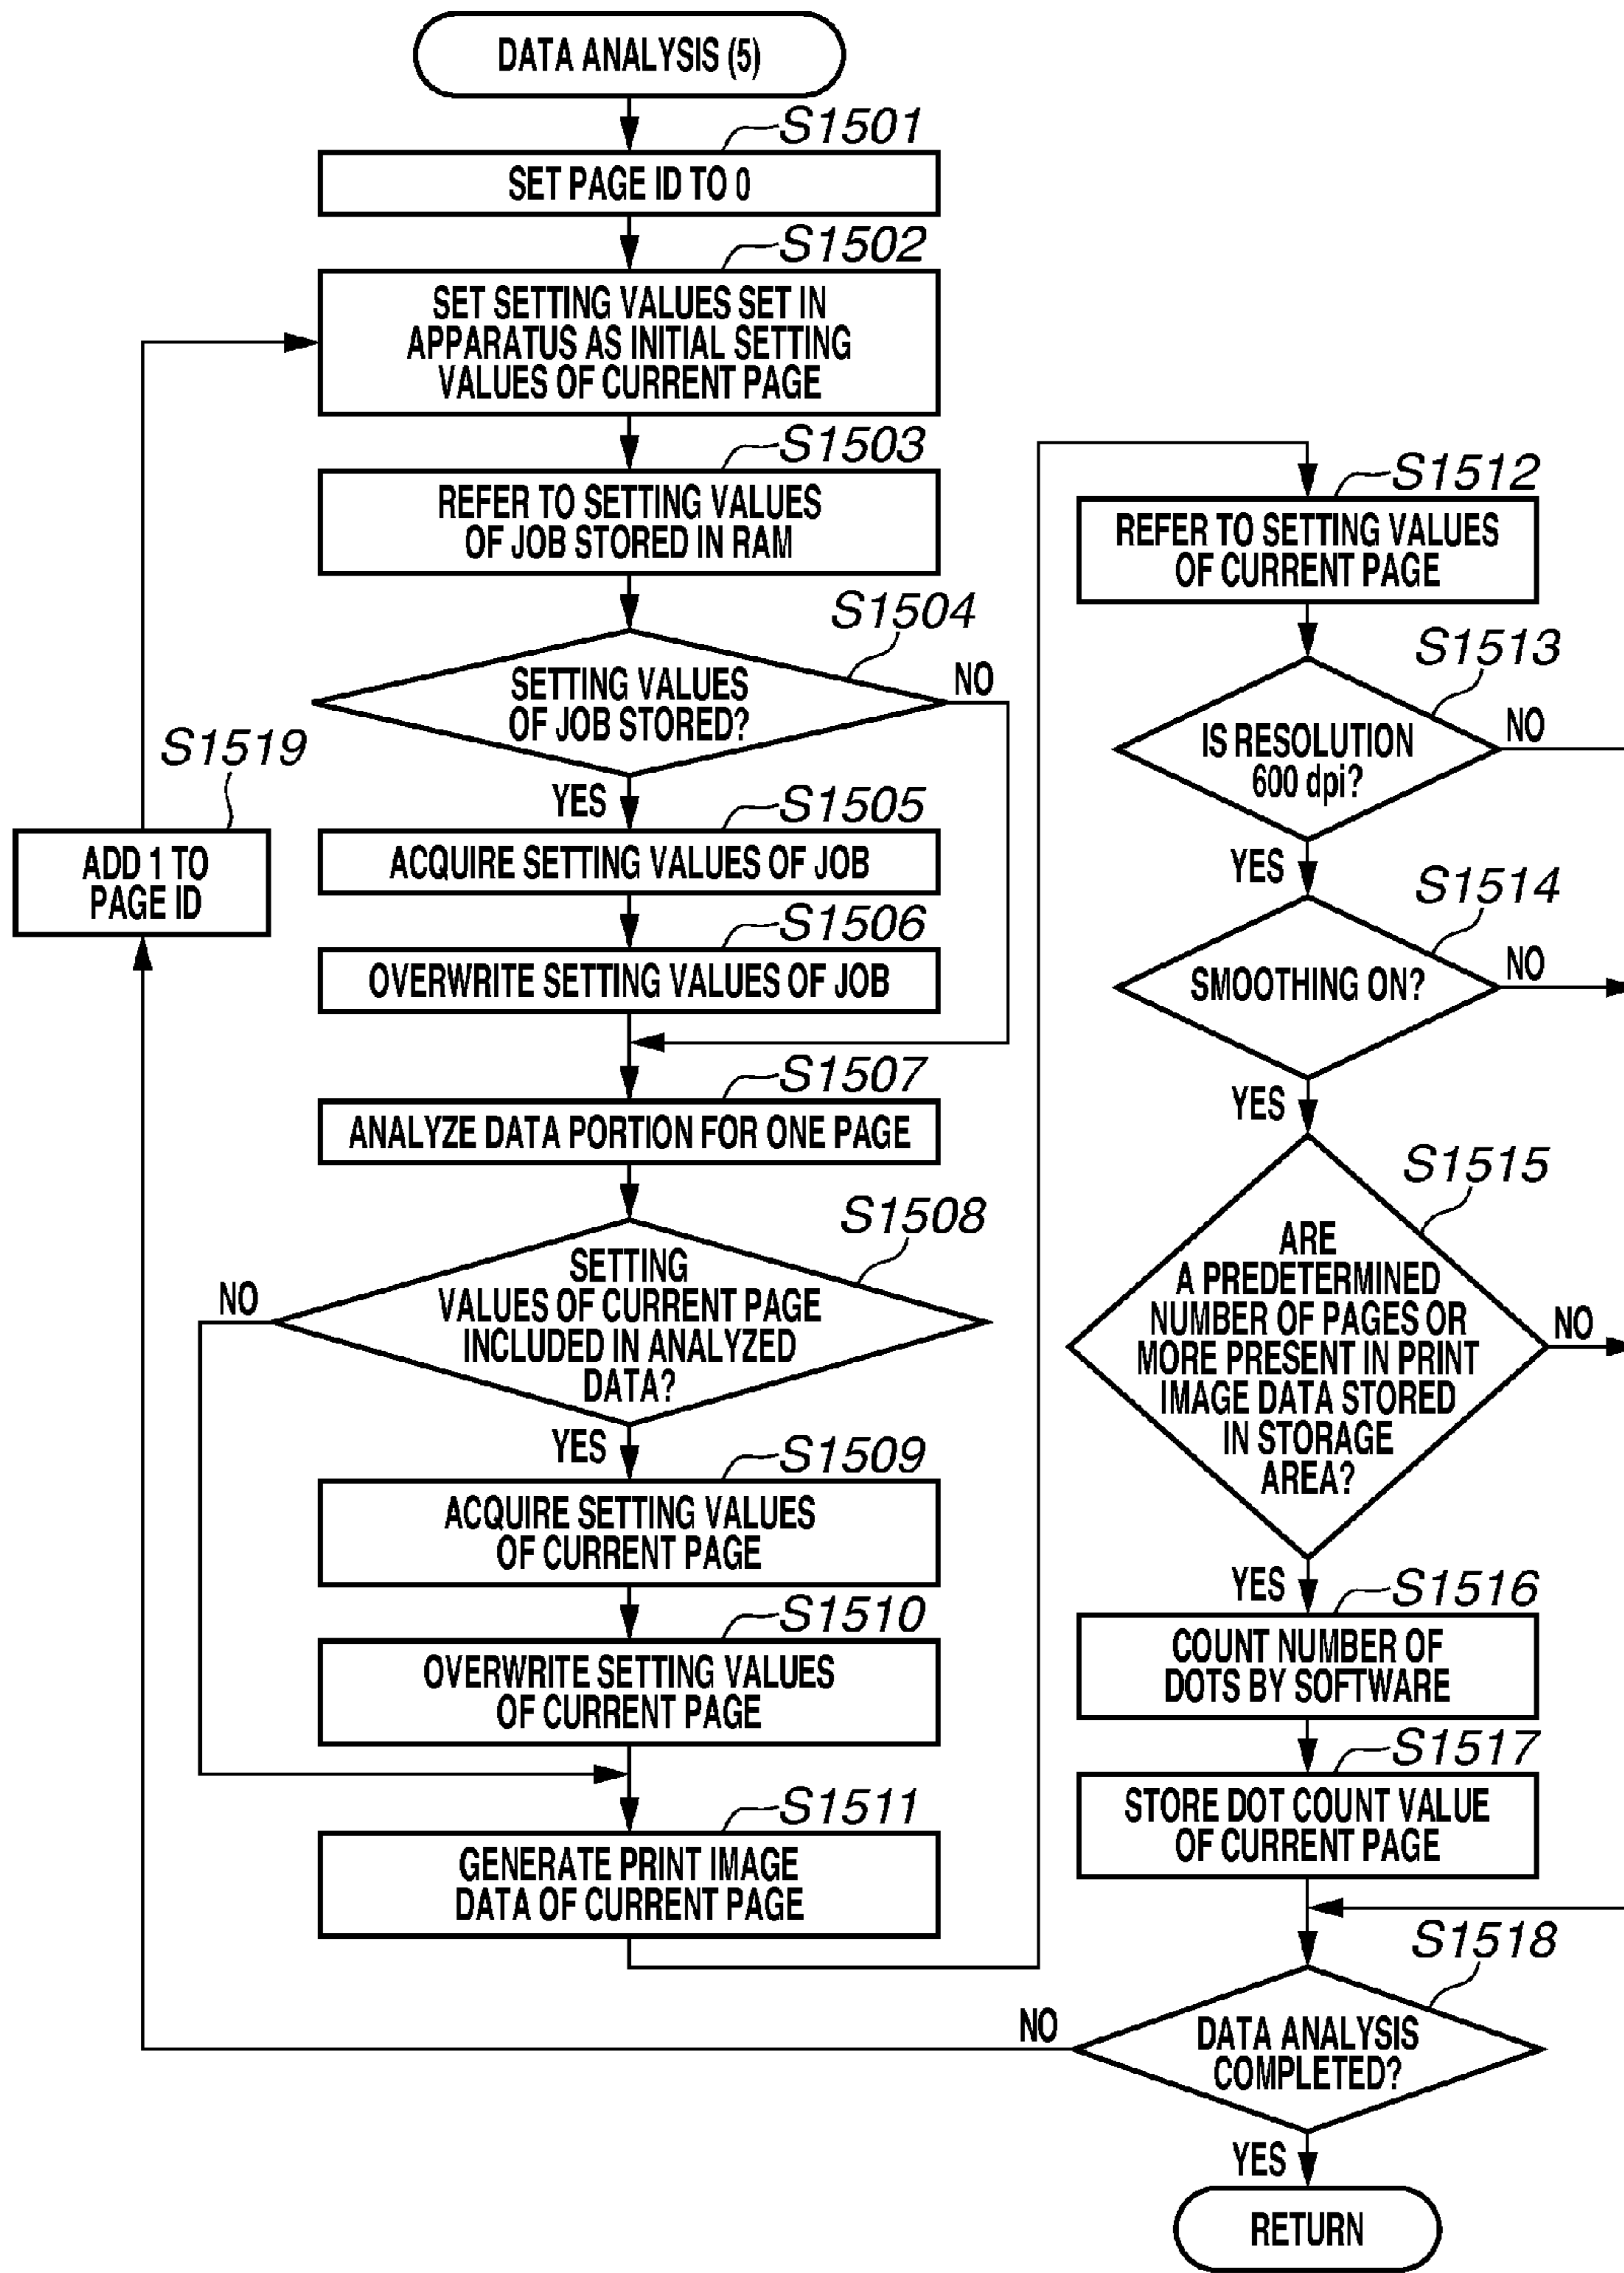 DATA ANALYSIS (5)
S1501
SET PAGE ID TO 0
S1502
SET SETTING VALUES SET IN
APPARATUS AS INITIAL SETTING
VALUES OF CURRENT PAGE
S1503
REFER TO SETTING VALUES
OF JOB STORED IN RAM
S1504
SETTING VALUES
OF JOB STORED?
NO
YES
S1505
ACQUIRE SETTING VALUES OF JOB
S1506
OVERWRITE SETTING VALUES OF JOB
S1507
ANALYZE DATA PORTION FOR ONE PAGE
S1508
SETTING
VALUES OF CURRENT PAGE
INCLUDED IN ANALYZED
DATA?
NO
YES
S1509
ACQUIRE SETTING VALUES
OF CURRENT PAGE
S1510
OVERWRITE SETTING VALUES
OF CURRENT PAGE
S1511
GENERATE PRINT IMAGE
DATA OF CURRENT PAGE
S1512
REFER TO SETTING VALUES
OF CURRENT PAGE
S1513
IS RESOLUTION
600 dpi?
NO
YES
S1514
SMOOTHING ON?
NO
YES
S1515
ARE
A PREDETERMINED
NUMBER OF PAGES OR
MORE PRESENT IN PRINT
IMAGE DATA STORED
IN STORAGE
AREA?
NO
YES
S1516
COUNT NUMBER OF
DOTS BY SOFTWARE
S1517
STORE DOT COUNT VALUE
OF CURRENT PAGE
S1518
DATA ANALYSIS
COMPLETED?
NO
YES
RETURN
S1519
ADD 1 TO
PAGE ID